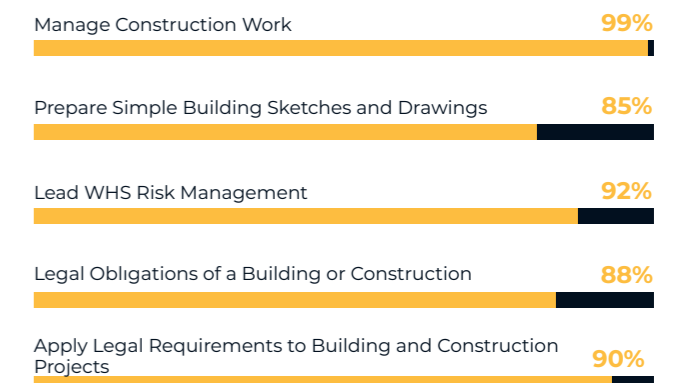 Manage Construction Work 99%
Prepare Simple Building Sketches and Drawings 85%
Lead WHS Risk Management 92%
Legal Oblıgations of a Building or Construction 88%
Apply Legal Requirements to Building and Construction
Projects 90%